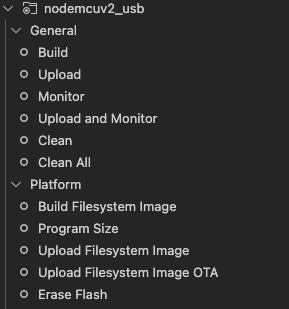 nodemcuv2_usb
General
Build
Upload
Monitor
Upload and Monitor
Clean
Clean All
Platform
Build Filesystem Image
Program Size
Upload Filesystem Image
Upload Filesystem Image OTA
Erase Flash